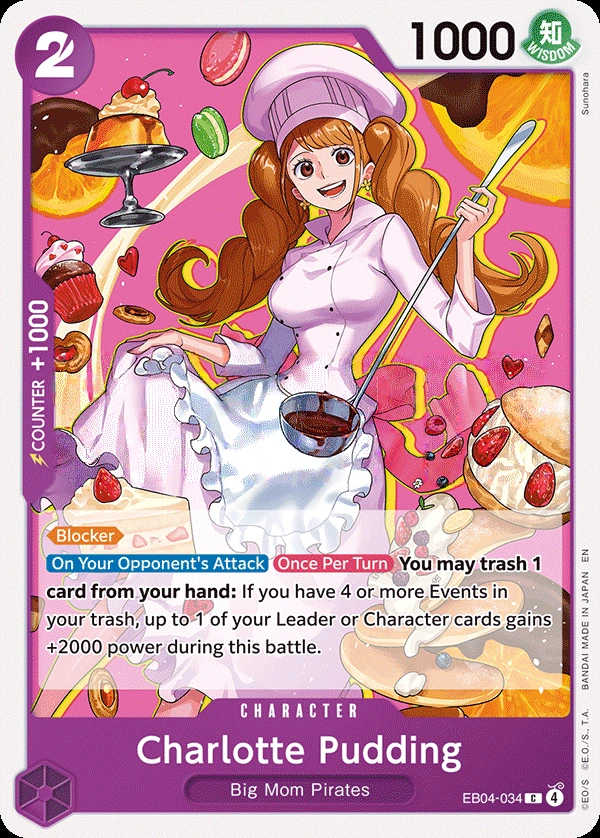 2
1000
知
WISDOM
Sunohara
COUNTER +1000
Blocker
On Your Opponent's Attack Once Per Turn You may trash 1
card from your hand: If you have 4 or more Events in
your trash, up to 1 of your Leader or Character cards gains
+2000 power during this battle.
CHARACTER
Charlotte Pudding
Big Mom Pirates
EB04-034 C 4
©EO/S ©E.O./S., T.A. BANDAI MADE IN JAPAN EN